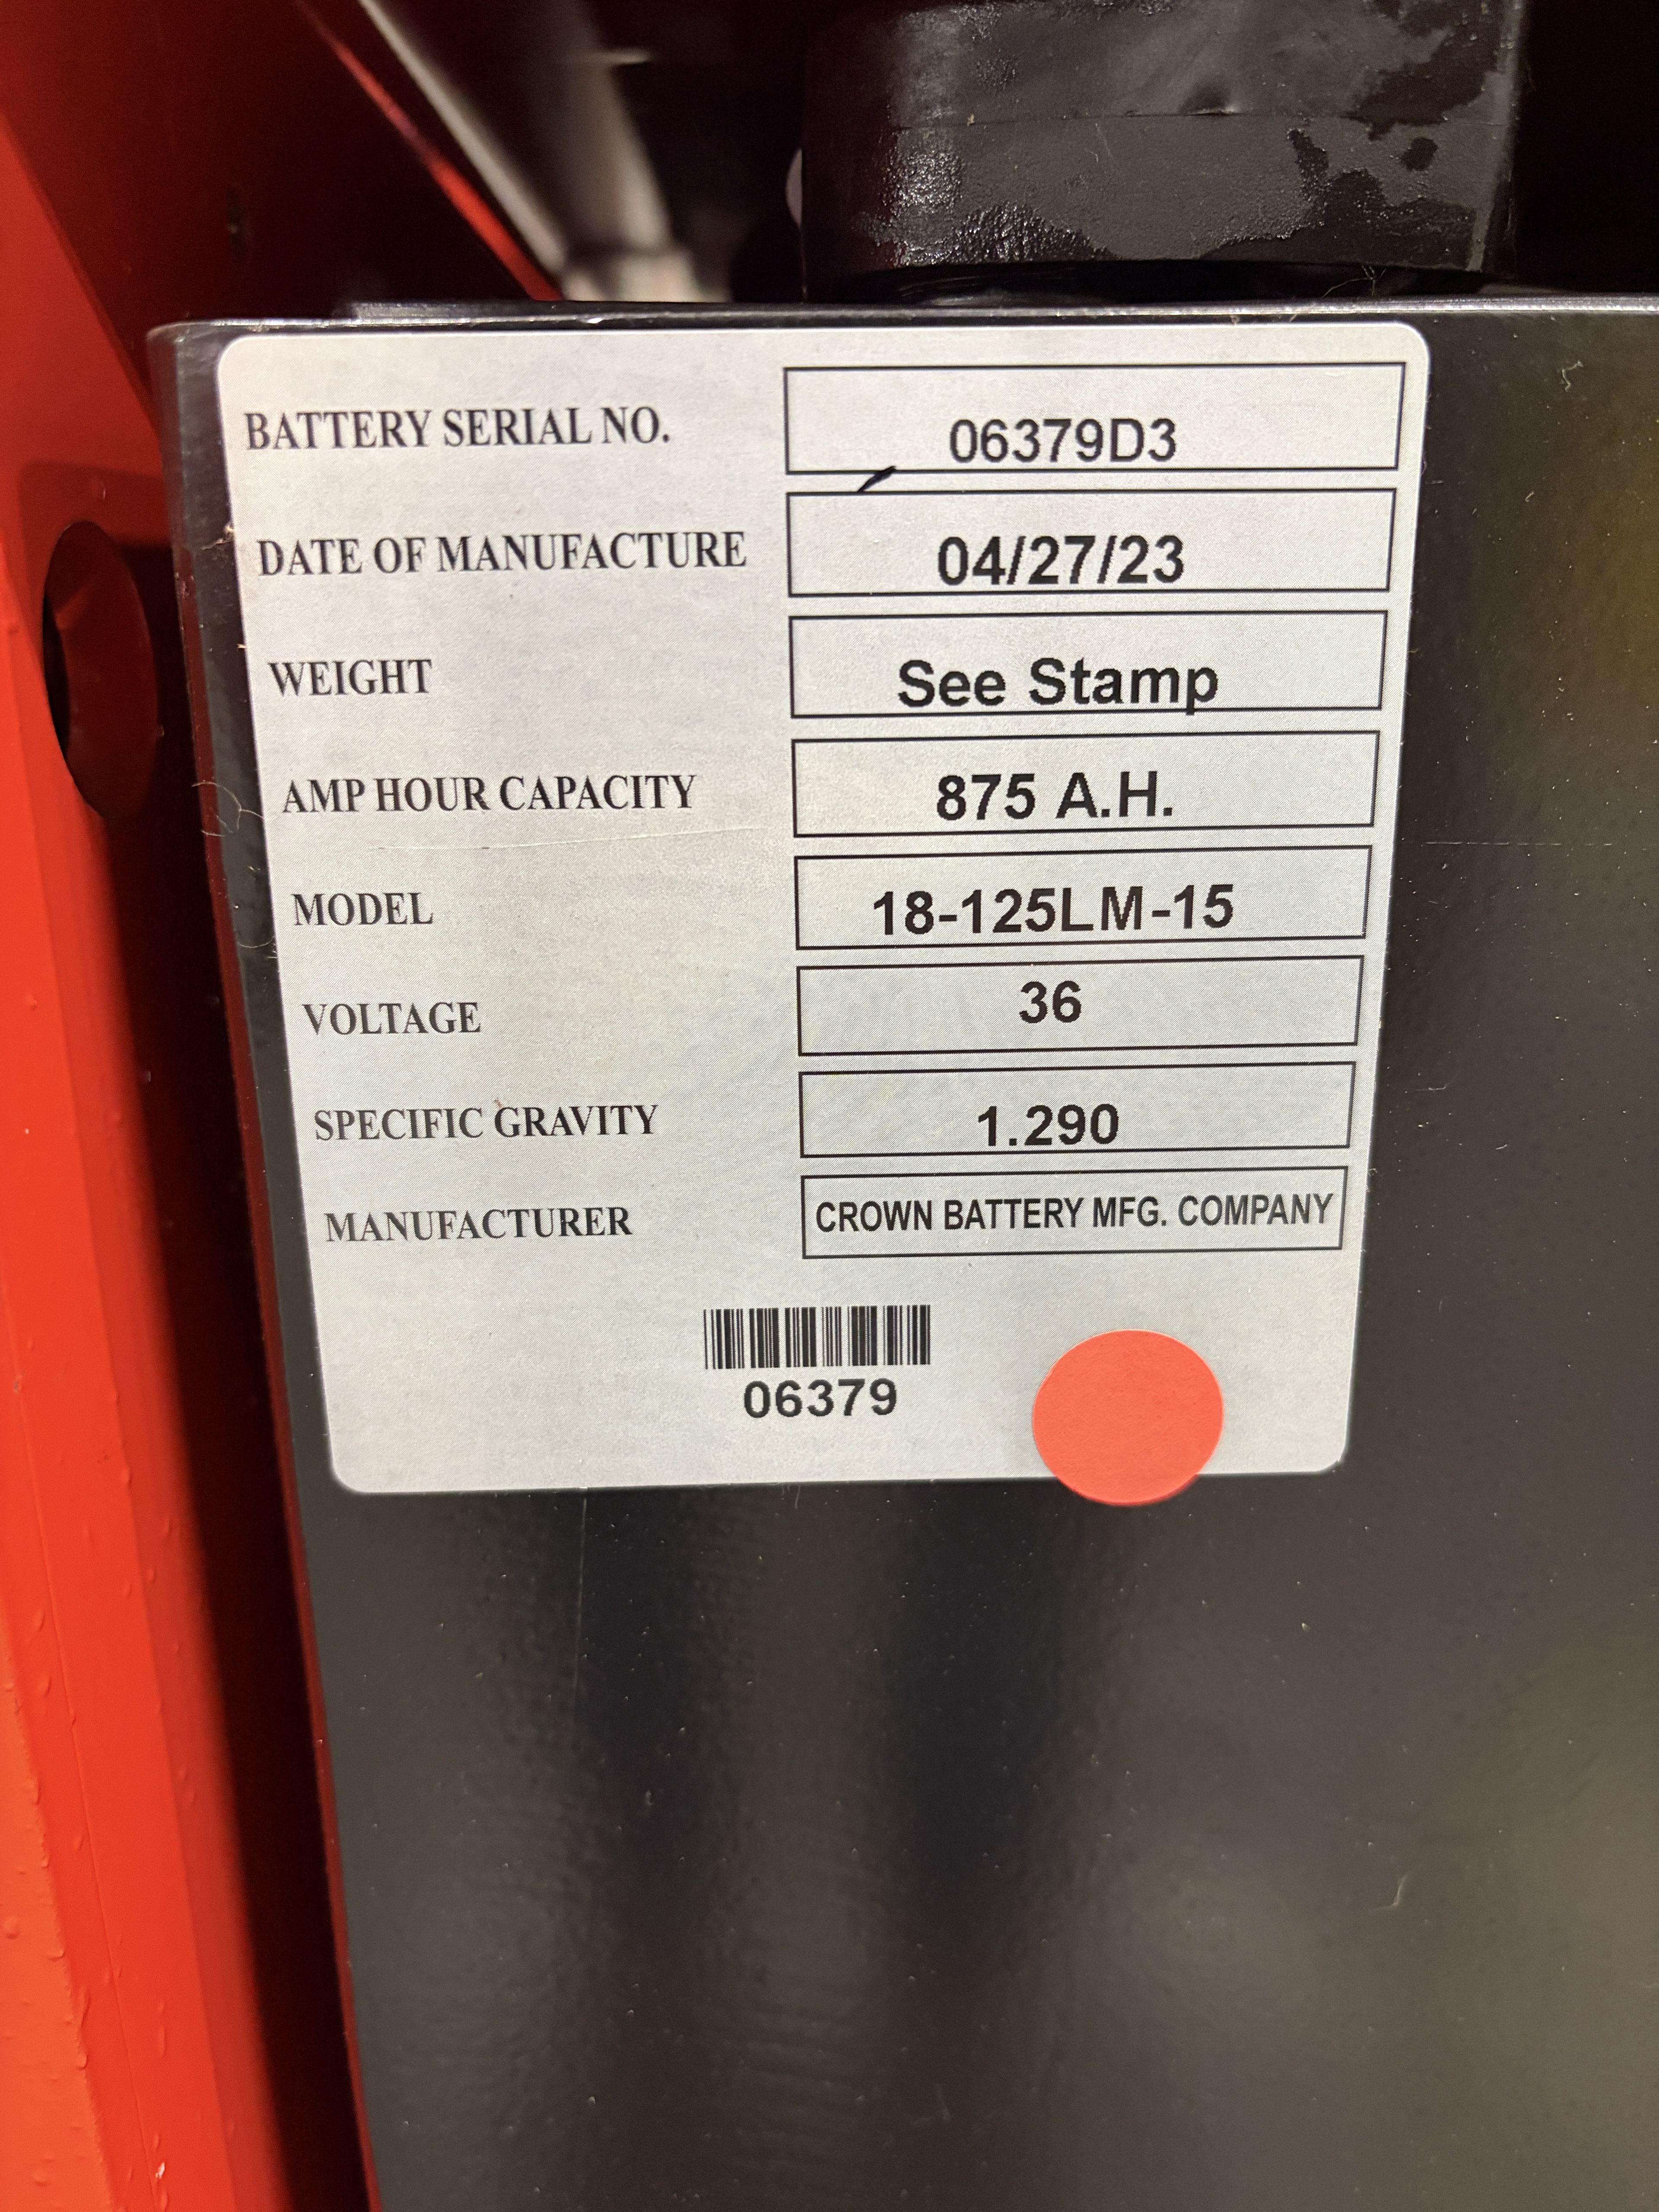 BATTERY SERIAL NO. 06379D3
DATE OF MANUFACTURE 04/27/23
WEIGHT See Stamp
AMP HOUR CAPACITY 875 A.H.
MODEL 18-125LM-15
VOLTAGE 36
SPECIFIC GRAVITY 1.290
MANUFACTURER CROWN BATTERY MFG. COMPANY
06379